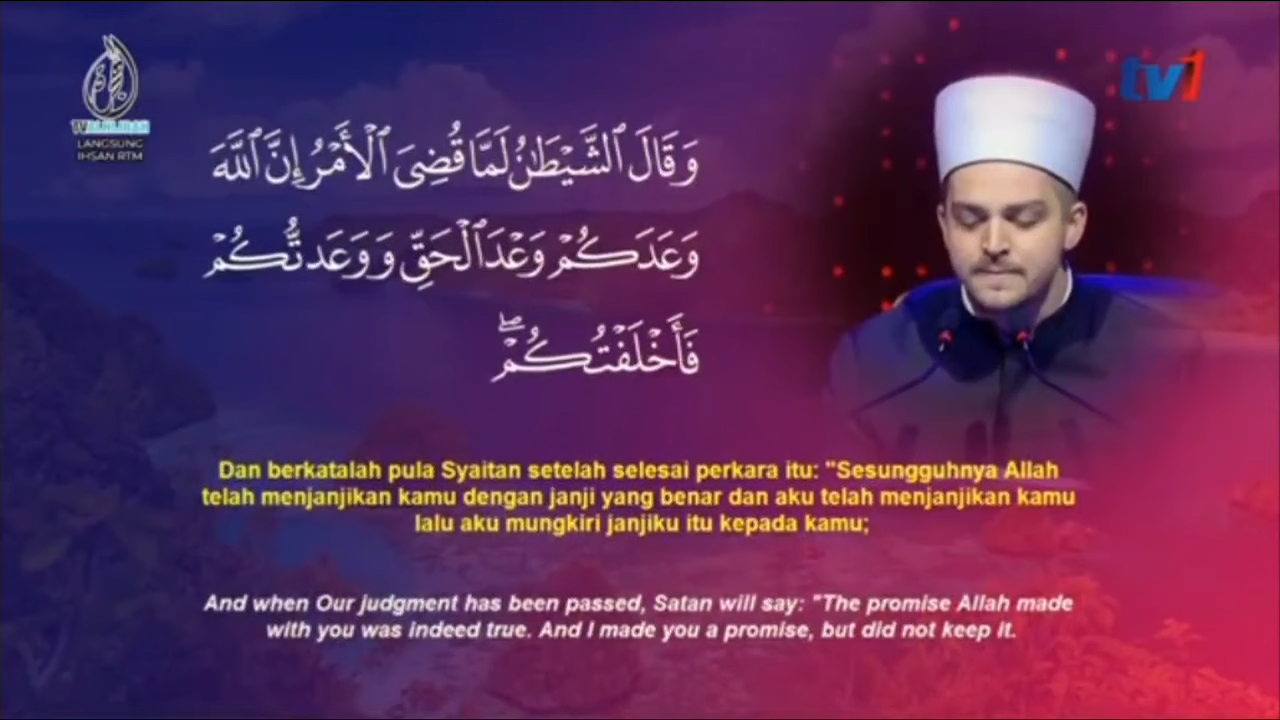 TVALHIJRAH
LANGSUNG
IHSAN RTM
tv1
وَقَالَ ٱلشَّيْطَـٰنُ لَمَّا قُضِىَ ٱلْأَمْرُ إِنَّ ٱللَّهَ
وَعَدَكُمْ وَعْدَ ٱلْحَقِّ وَوَعَدتُّكُمْ
فَأَخْلَفْتُكُمْ ۖ
Dan berkatalah pula Syaitan setelah selesai perkara itu: "Sesungguhnya Allah
telah menjanjikan kamu dengan janji yang benar dan aku telah menjanjikan kamu
lalu aku mungkiri janjiku itu kepada kamu;
And when Our judgment has been passed, Satan will say: "The promise Allah made
with you was indeed true. And I made you a promise, but did not keep it.